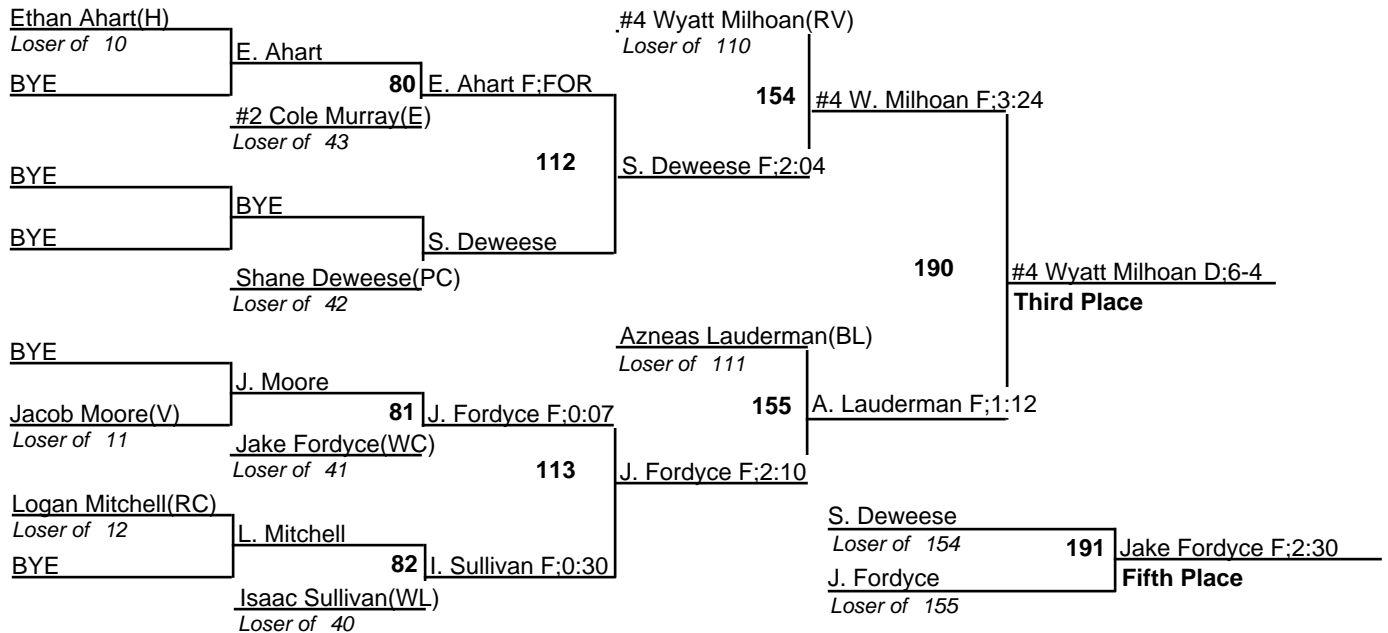 Ethan Ahart(H)
Loser of 10
BYE
E. Ahart
80
#2 Cole Murray(E)
Loser of 43
E. Ahart F;FOR
BYE
BYE
BYE
Shane Deweese(PC)
Loser of 42
S. Deweese
112
S. Deweese F;2:04
#4 Wyatt Milhoan(RV)
Loser of 110
154
#4 W. Milhoan F;3:24
BYE
Jacob Moore(V)
Loser of 11
J. Moore
81
Jake Fordyce(WC)
Loser of 41
J. Fordyce F;0:07
Logan Mitchell(RC)
Loser of 12
BYE
L. Mitchell
82
Isaac Sullivan(WL)
Loser of 40
I. Sullivan F;0:30
113
J. Fordyce F;2:10
Azneas Lauderman(BL)
Loser of 111
155
A. Lauderman F;1:12
190
#4 Wyatt Milhoan D;6-4
Third Place
S. Deweese
Loser of 154
J. Fordyce
Loser of 155
191
Jake Fordyce F;2:30
Fifth Place